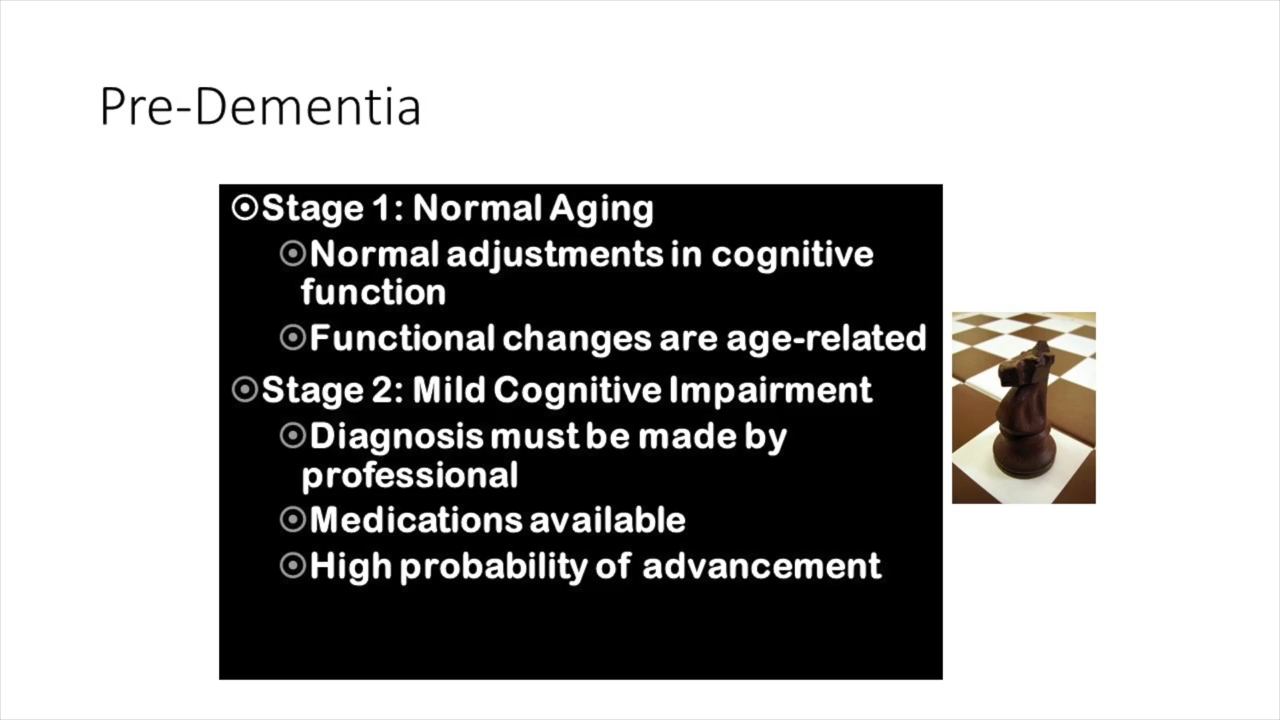 Pre-Dementia
Stage 1: Normal Aging
Normal adjustments in cognitive
function
Functional changes are age-related
Stage 2: Mild Cognitive Impairment
Diagnosis must be made by
professional
Medications available
High probability of advancement